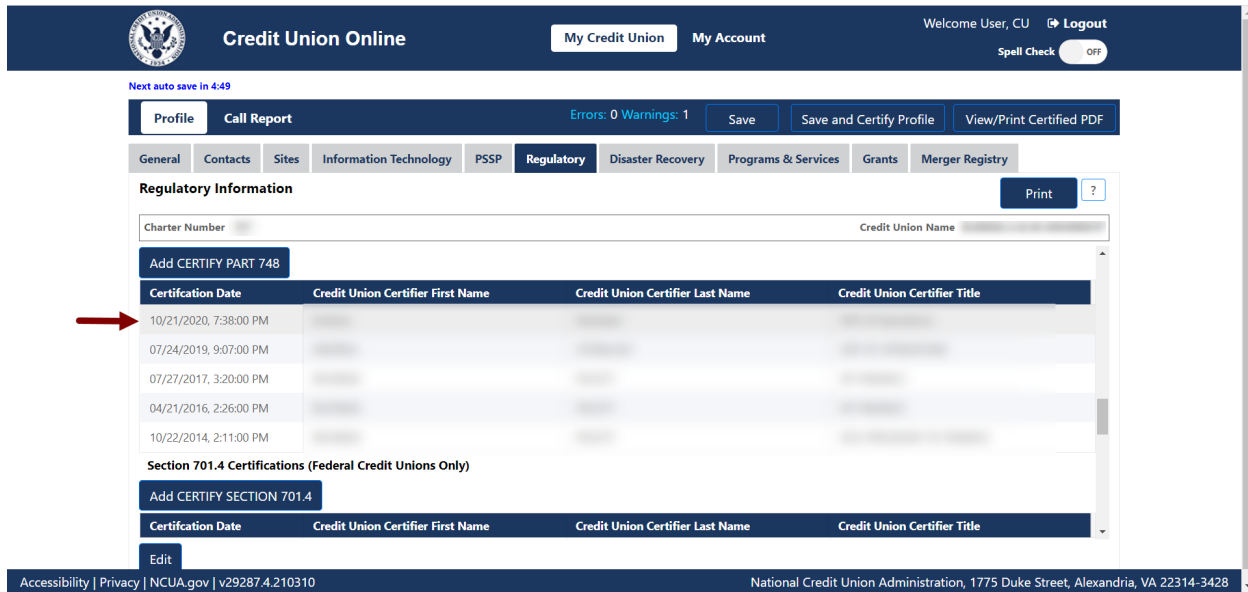 Credit Union Online
My Credit Union
My Account
Welcome User, CU Logout
Spell Check OFF
Next auto save in 4:49
Profile
Call Report
Errors: 0 Warnings: 1
Save
Save and Certify Profile
View/Print Certified PDF
General
Contacts
Sites
Information Technology
PSSP
Regulatory
Disaster Recovery
Programs & Services
Grants
Merger Registry
Regulatory Information
Print
?
Charter Number
Credit Union Name
Add CERTIFY PART 748
Certifcation Date Credit Union Certifier First Name Credit Union Certifier Last Name Credit Union Certifier Title
10/21/2020, 7:38:00 PM
07/24/2019, 9:07:00 PM
07/27/2017, 3:20:00 PM
04/21/2016, 2:26:00 PM
10/22/2014, 2:11:00 PM
Section 701.4 Certifications (Federal Credit Unions Only)
Add CERTIFY SECTION 701.4
Certifcation Date Credit Union Certifier First Name Credit Union Certifier Last Name Credit Union Certifier Title
Edit
Accessibility | Privacy | NCUA.gov | v29287.4.210310
National Credit Union Administration, 1775 Duke Street, Alexandria, VA 22314-3428